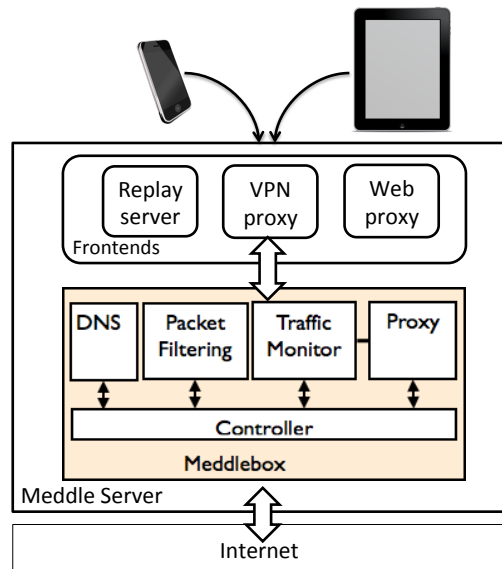 Replay
server
VPN
proxy
Web
proxy
Frontends
DNS
Packet
Filtering
Traffic
Monitor
Proxy
Controller
Meddlebox
Meddle Server
Internet